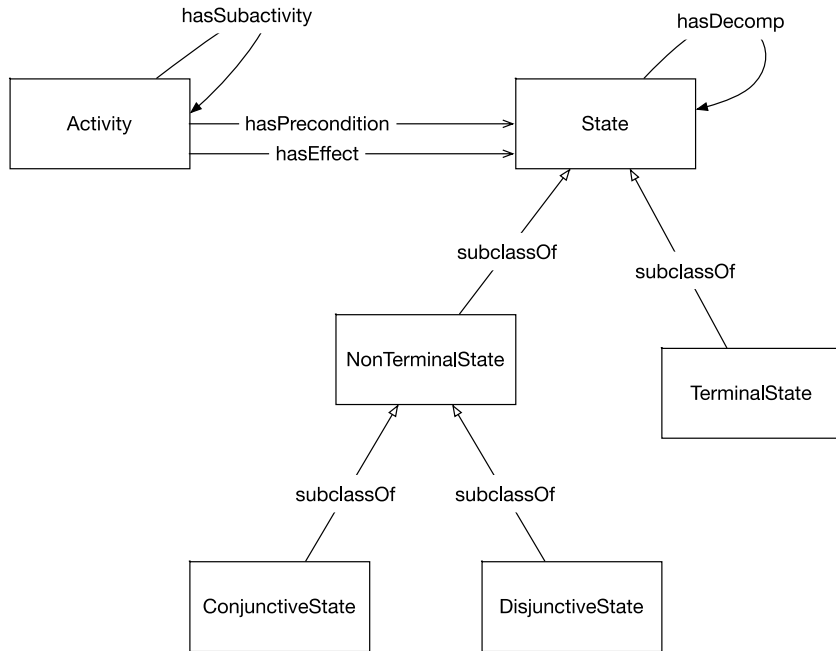 hasSubactivity
hasDecomp
Activity
hasPrecondition
State
hasEffect
subclassOf
subclassOf
NonTerminalState
TerminalState
subclassOf
subclassOf
ConjunctiveState
DisjunctiveState